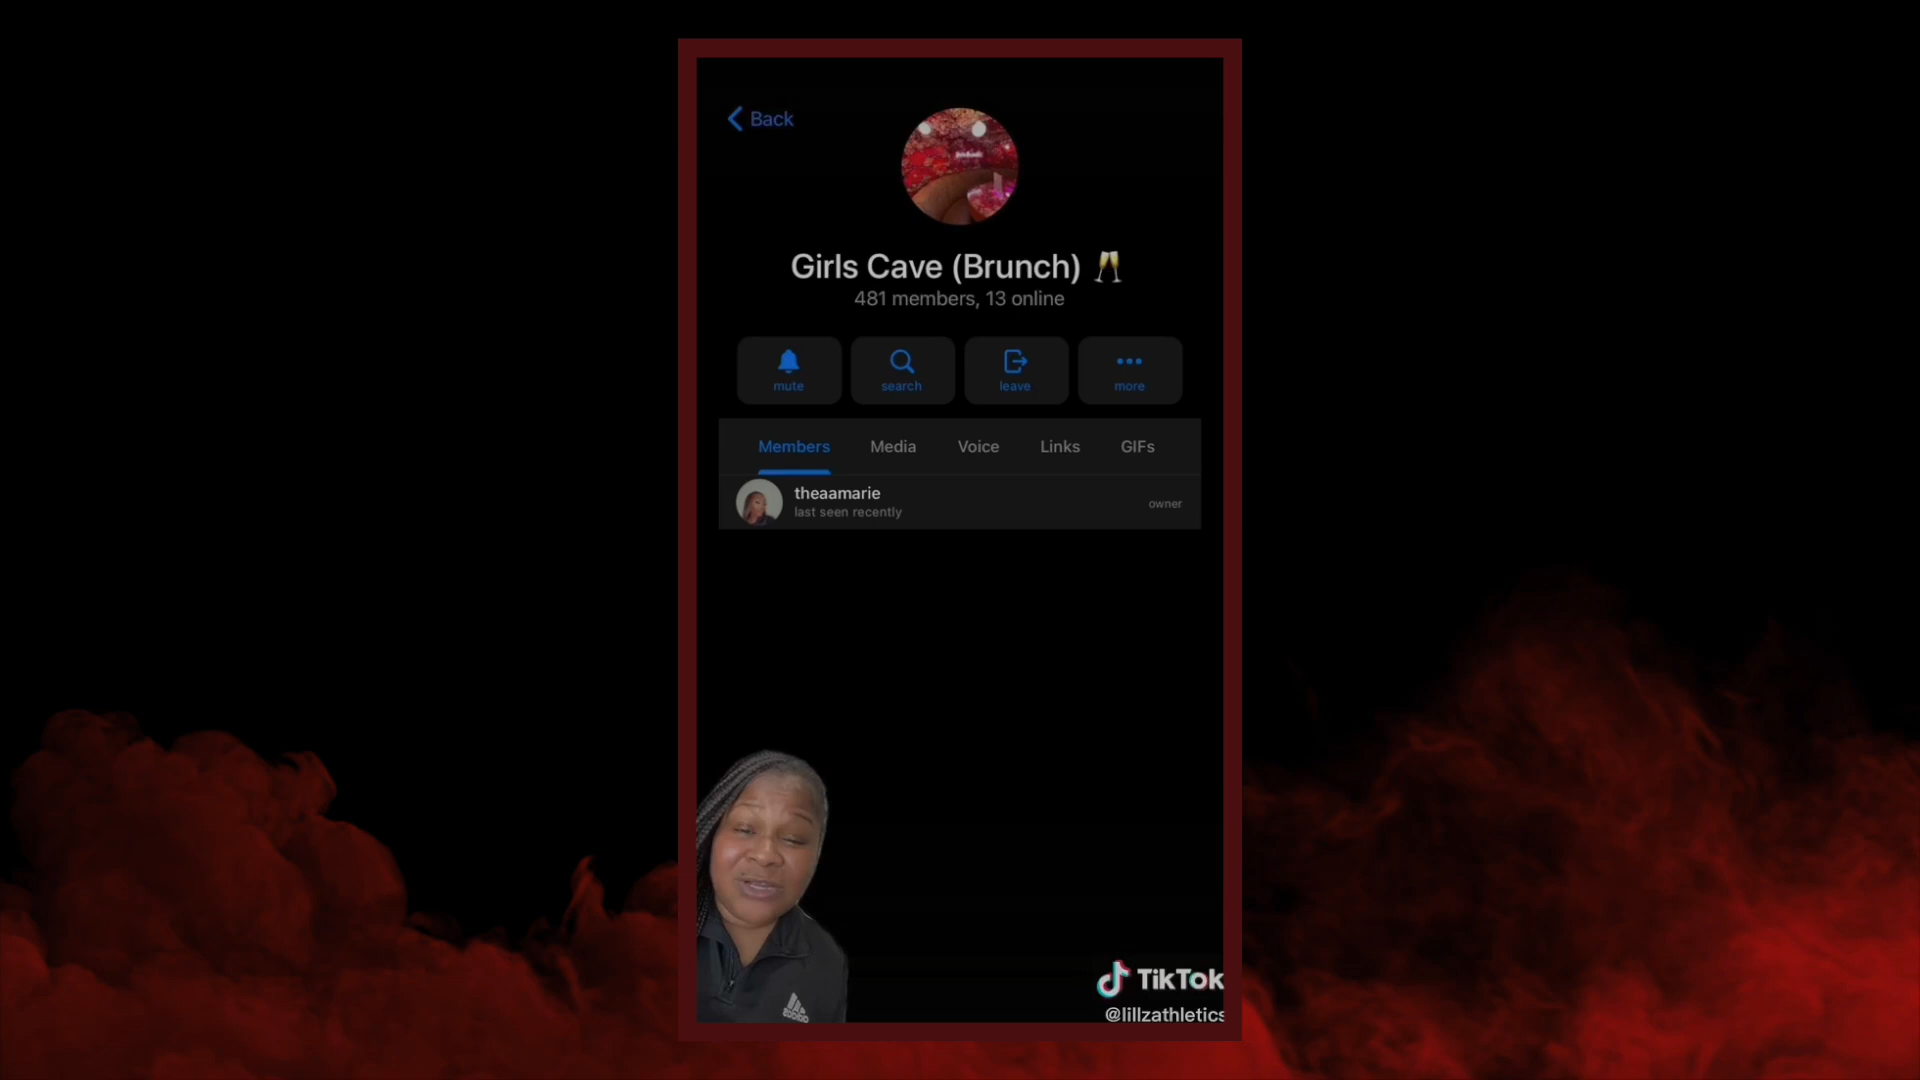 Back
Girls Cave (Brunch) 🥂
481 members, 13 online
mute
search
leave
more
Members
Media
Voice
Links
GIFs
theaamarie
last seen recently
owner
adidas
TikTok
@lillzathletics